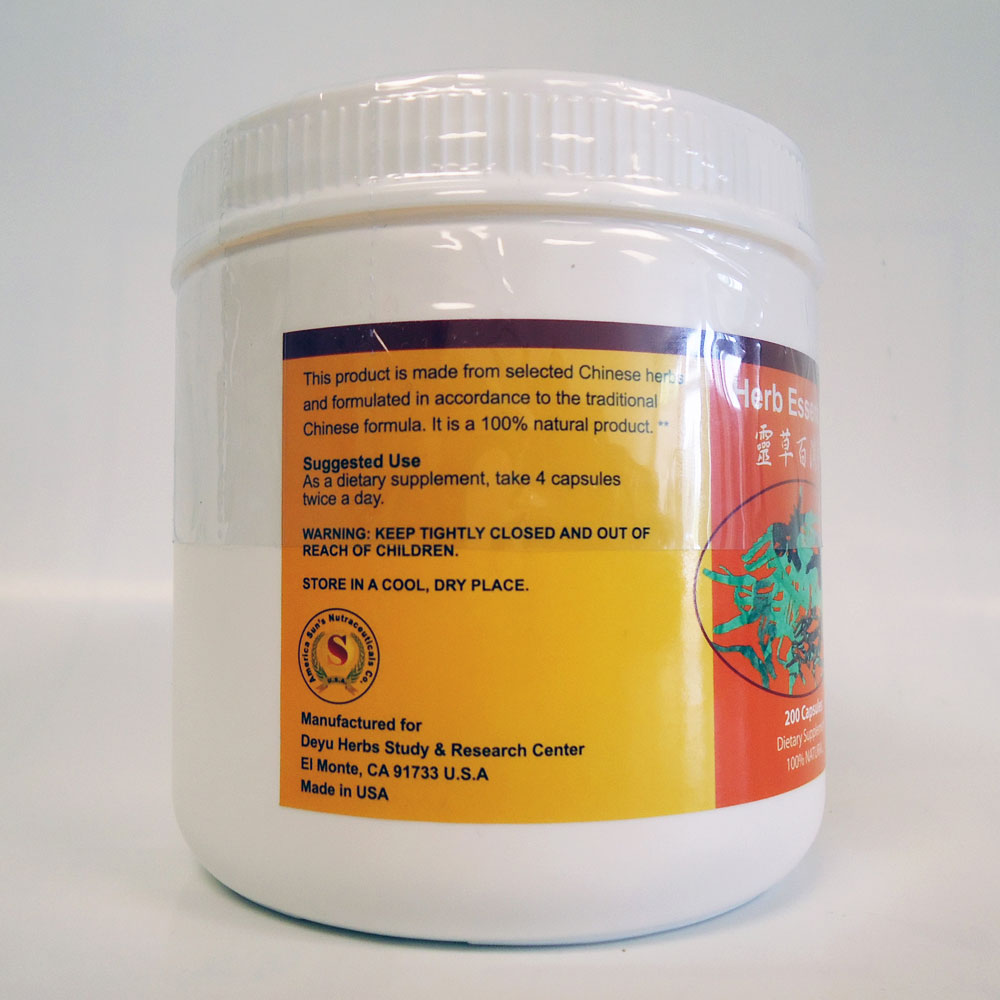 This product is made from selected Chinese herbs
and formulated in accordance to the traditional
Chinese formula. It is a 100% natural product. **
Suggested Use
As a dietary supplement, take 4 capsules
twice a day.
WARNING: KEEP TIGHTLY CLOSED AND OUT OF
REACH OF CHILDREN.
STORE IN A COOL, DRY PLACE.
America Sun's Nutraceuticals Co.
S
Manufactured for
Deyu Herbs Study & Research Center
El Monte, CA 91733 U.S.A
Made in USA
Herb
靈草百
200 Capsules
Dietary
100%